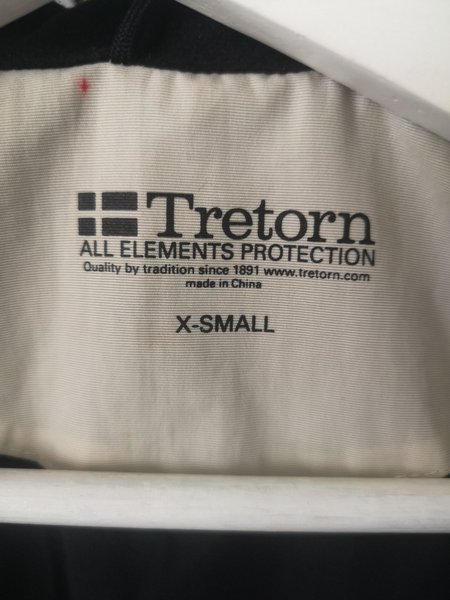 Tretorn
ALL ELEMENTS PROTECTION
Quality by tradition since 1891 www.tretorn.com
made in China
X-SMALL